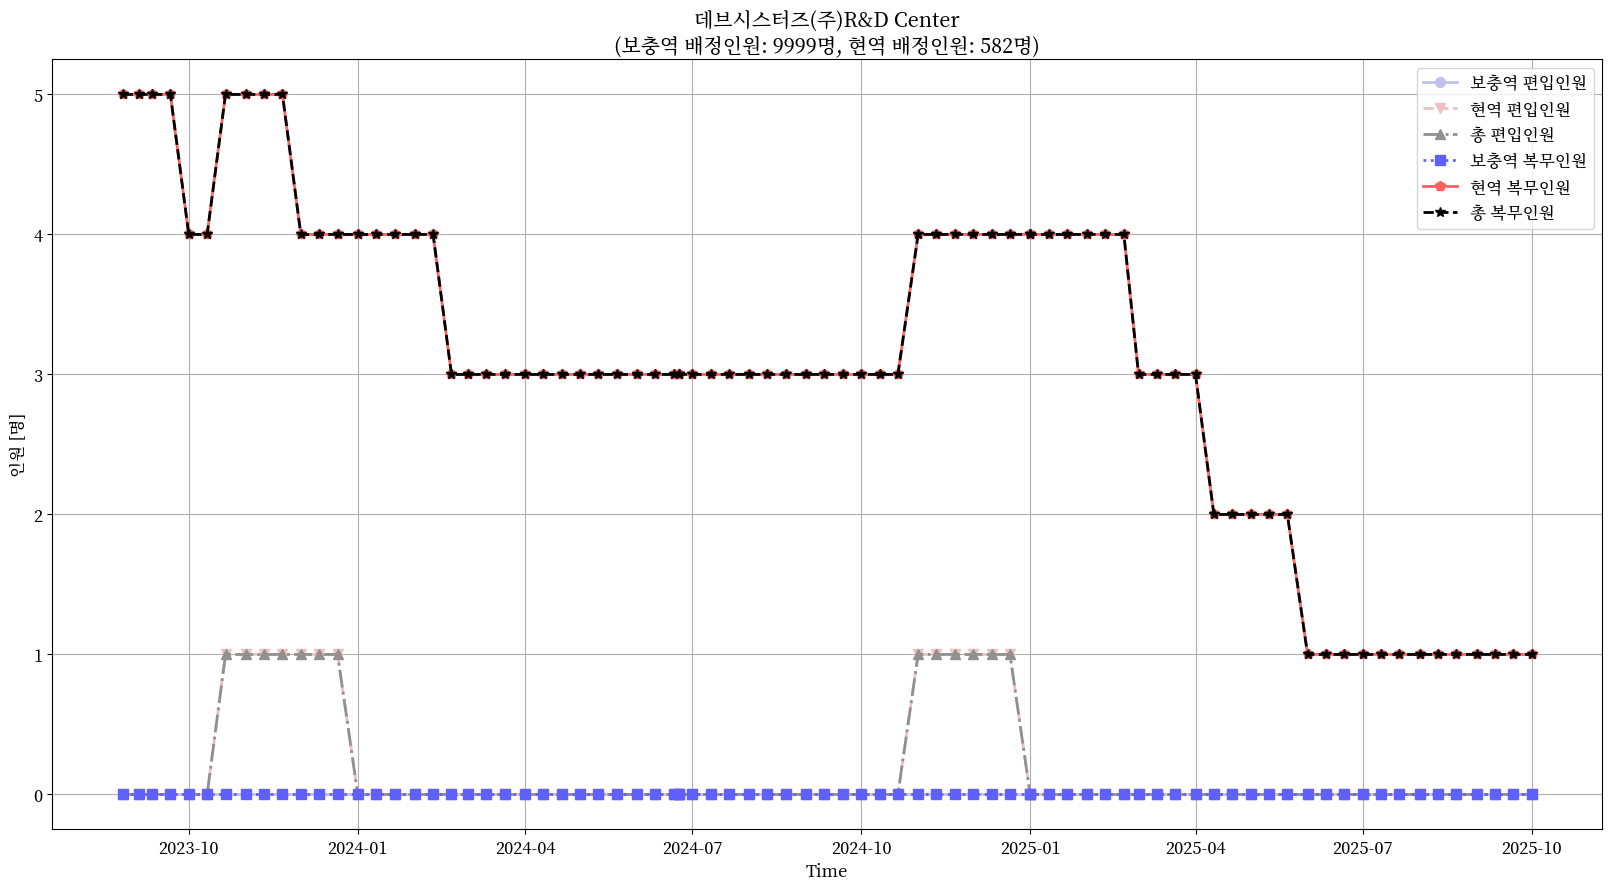 데브시스터즈(주)R&D Center
(보충역 배정인원: 9999명, 현역 배정인원: 582명)
보충역 편입인원
현역 편입인원
총 편입인원
보충역 복무인원
현역 복무인원
총 복무인원
인원 [명]
5
4
3
2
1
0
2023-10 2024-01 2024-04 2024-07 2024-10 2025-01 2025-04 2025-07 2025-10
Time